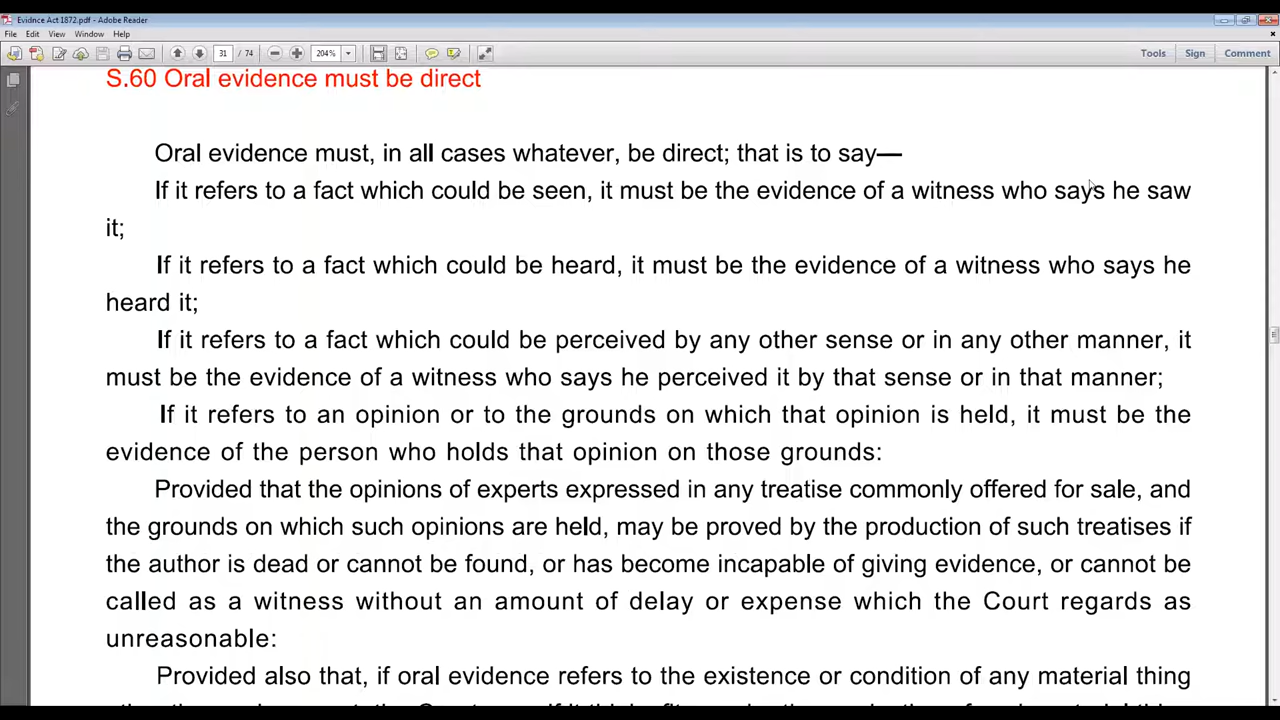 Evidnce Act 1872.pdf - Adobe Reader
File Edit View Window Help
31 / 74 204% Tools Sign Comment
S.60 Oral evidence must be direct
Oral evidence must, in all cases whatever, be direct; that is to say—
If it refers to a fact which could be seen, it must be the evidence of a witness who says he saw
it;
If it refers to a fact which could be heard, it must be the evidence of a witness who says he
heard it;
If it refers to a fact which could be perceived by any other sense or in any other manner, it
must be the evidence of a witness who says he perceived it by that sense or in that manner;
If it refers to an opinion or to the grounds on which that opinion is held, it must be the
evidence of the person who holds that opinion on those grounds:
Provided that the opinions of experts expressed in any treatise commonly offered for sale, and
the grounds on which such opinions are held, may be proved by the production of such treatises if
the author is dead or cannot be found, or has become incapable of giving evidence, or cannot be
called as a witness without an amount of delay or expense which the Court regards as
unreasonable:
Provided also that, if oral evidence refers to the existence or condition of any material thing